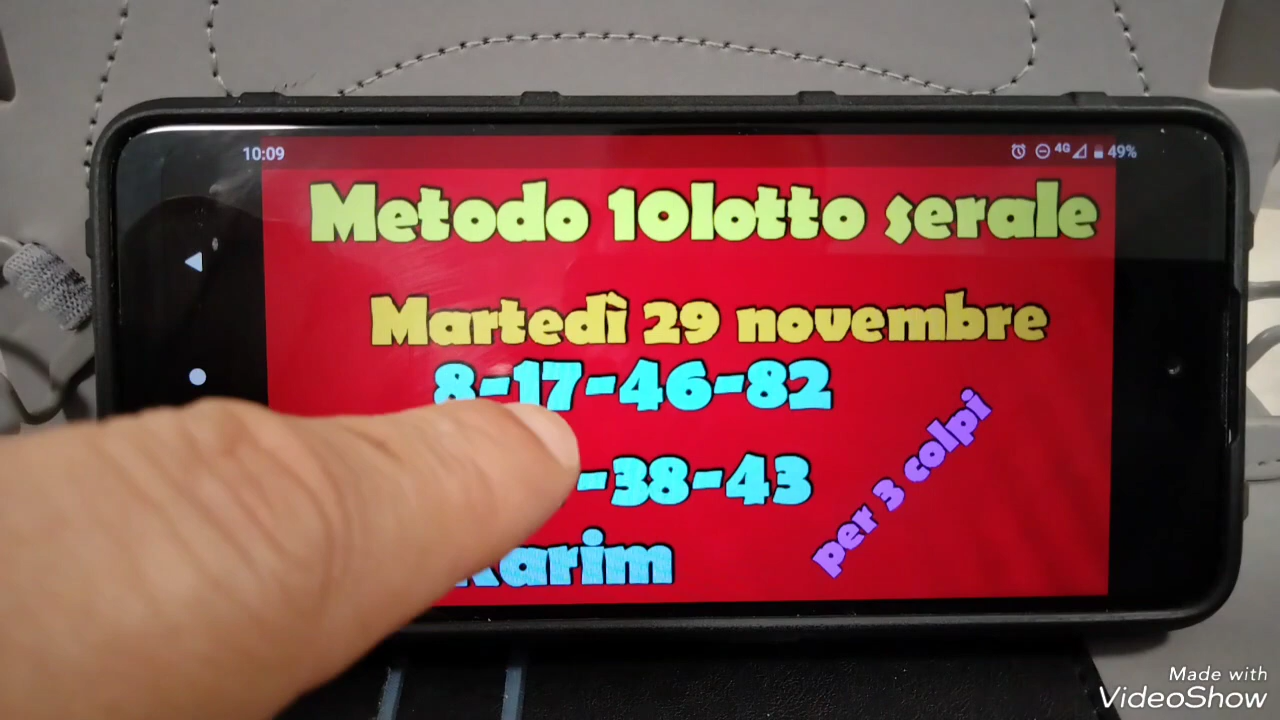 10:09
4G 49%
Metodo 10lotto serale
Martedì 29 novembre
8-17-46-82
-38-43
per 3 colpi
Karim
Made with
VideoShow